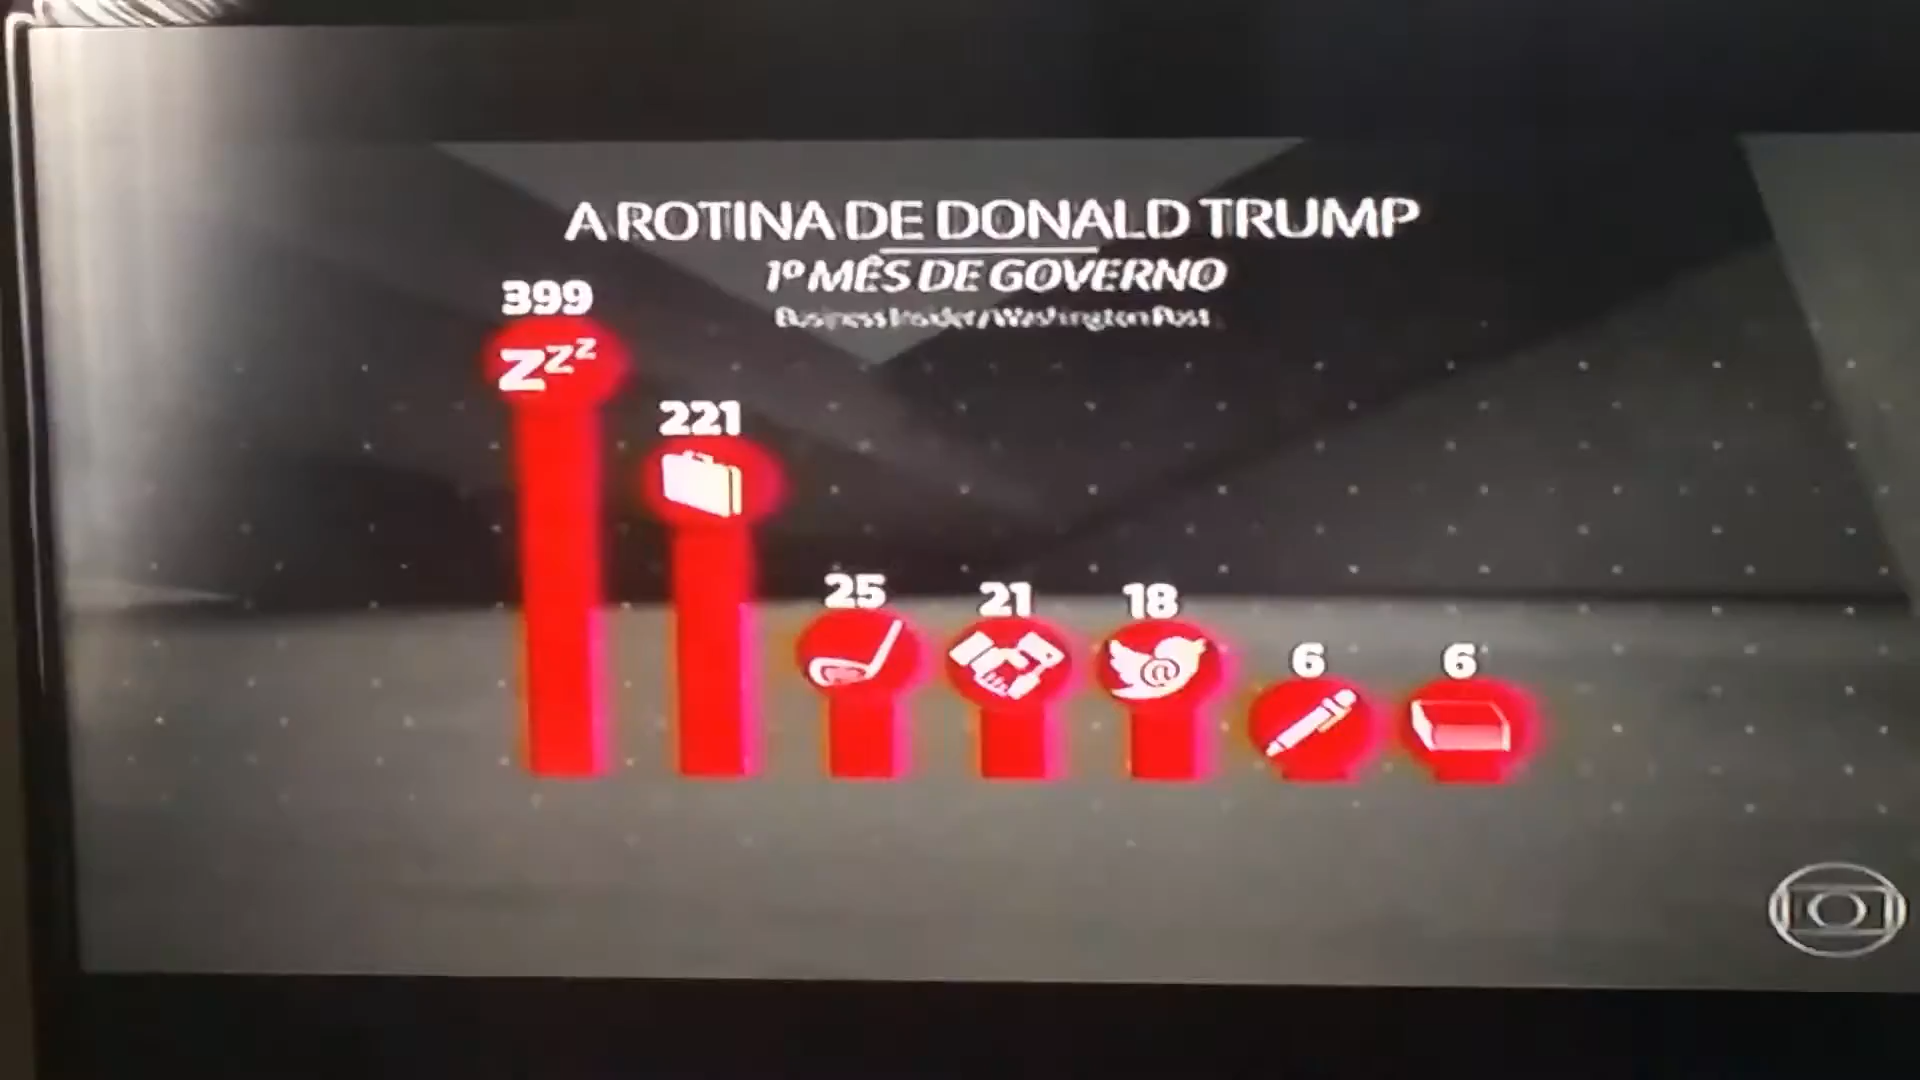 A ROTINA DE DONALD TRUMP
1º MÊS DE GOVERNO
Business Insider/Washington Post
399
zzz
221
25
21
18
@
6
6